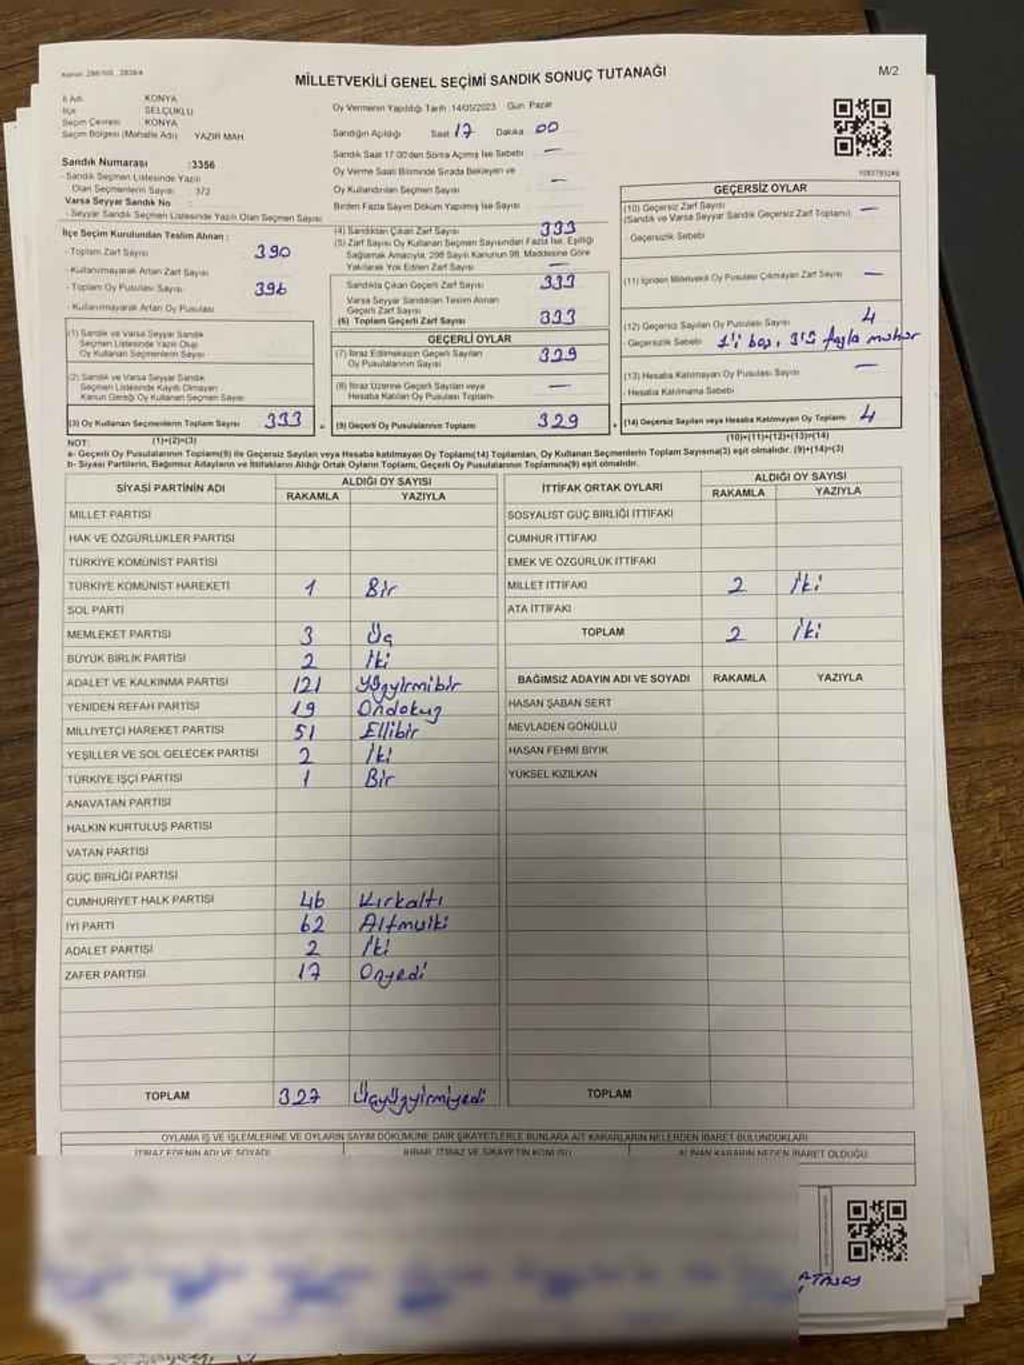 MİLLETVEKİLİ GENEL SEÇİMİ SANDIK SONUÇ TUTANAĞI
M/2
İl Adı : KONYA
İlçe : SELÇUKLU
Seçim Çevresi : KONYA
Seçim Bölgesi (Mahalle Adı) YAZIR MAH
Oy Vermenin Yapıldığı Tarih :14/05/2023 Gün Pazar
Sandığın Açıldığı Saat 17 Dakika 00
Sandık Saat 17:00'den Sonra Açılmış İse Sebebi —
Oy Verme Saati Bitiminde Sırada Bekleyen ve
Oy Kullandırılan Seçmen Sayısı —
Birden Fazla Sayım Döküm Yapılmış İse Sayısı
Sandık Numarası :3356
- Sandık Seçmen Listesinde Yazılı
Olan Seçmenlerin Sayısı : 372
Varsa Seyyar Sandık No :
- Seyyar Sandık Seçmen Listesinde Yazılı Olan Seçmen Sayısı :
İlçe Seçim Kurulundan Teslim Alınan :
- Toplam Zarf Sayısı 390
- Kullanılmayarak Artan Zarf Sayısı
- Toplam Oy Pusulası Sayısı 396
- Kullanılmayarak Artan Oy Pusulası
(1) Sandık ve Varsa Seyyar Sandık
Seçmen Listesinde Yazılı Olup
Oy Kullanan Seçmenlerin Sayısı
(2) Sandık ve Varsa Seyyar Sandık
Seçmen Listesinde Kayıtlı Olmayan
Kanun Gereği Oy Kullanan Seçmen Sayısı
(3) Oy Kullanan Seçmenlerin Toplam Sayısı 333
(1)+(2)=(3)
(4) Sandıktan Çıkan Zarf Sayısı 333
(5) Zarf Sayısı Oy Kullanan Seçmen Sayısından Fazla İse, Eşitliği
Sağlamak Amacıyla, 298 Sayılı Kanunun 98. Maddesine Göre
Yakılarak Yok Edilen Zarf Sayısı —
Sandıkta Çıkan Geçerli Zarf Sayısı 333
Varsa Seyyar Sandıktan Teslim Alınan
Geçerli Zarf Sayısı
(6) Toplam Geçerli Zarf Sayısı 333
GEÇERLİ OYLAR
(7) İtiraz Edilmeksizin Geçerli Sayılan
Oy Pusulalarının Sayısı 329
(8) İtiraz Üzerine Geçerli Sayılan veya
Hesaba Katılan Oy Pusulası Toplamı —
(9) Geçerli Oy Pusulalarının Toplamı 329
GEÇERSİZ OYLAR
(10) Geçersiz Zarf Sayısı —
(Sandık ve Varsa Seyyar Sandık Geçersiz Zarf Toplamı)
- Geçersizlik Sebebi
(11) İçinden Milletvekili Oy Pusulası Çıkmayan Zarf Sayısı —
(12) Geçersiz Sayılan Oy Pusulası Sayısı 4
- Geçersizlik Sebebi 1'i boş, 3'ü fazla mühür
(13) Hesaba Katılmayan Oy Pusulası Sayısı —
- Hesaba Katılmama Sebebi
(14) Geçersiz Sayılan veya Hesaba Katılmayan Oy Toplamı 4
(10)+(11)+(12)+(13)=(14)
NOT:
a- Geçerli Oy Pusulalarının Toplamı(9) ile Geçersiz Sayılan veya Hesaba katılmayan Oy Toplamı(14) Toplamları, Oy Kullanan Seçmenlerin Toplam Sayısına(3) eşit olmalıdır. (9)+(14)=(3)
b- Siyasi Partilerin, Bağımsız Adayların ve İttifakların Aldığı Ortak Oyların Toplamı, Geçerli Oy Pusulalarının Toplamına(9) eşit olmalıdır.
SİYASİ PARTİNİN ADI ALDIĞI OY SAYISI
RAKAMLA YAZIYLA
MİLLET PARTİSİ
HAK VE ÖZGÜRLÜKLER PARTİSİ
TÜRKİYE KOMÜNİST PARTİSİ
TÜRKİYE KOMÜNİST HAREKETİ 1 Bir
SOL PARTİ
MEMLEKET PARTİSİ 3 Üç
BÜYÜK BİRLİK PARTİSİ 2 İki
ADALET VE KALKINMA PARTİSİ 121 Yüzyirmibir
YENİDEN REFAH PARTİSİ 19 Ondokuz
MİLLİYETÇİ HAREKET PARTİSİ 51 Ellibir
YEŞİLLER VE SOL GELECEK PARTİSİ 2 İki
TÜRKİYE İŞÇİ PARTİSİ 1 Bir
ANAVATAN PARTİSİ
HALKIN KURTULUŞ PARTİSİ
VATAN PARTİSİ
GÜÇ BİRLİĞİ PARTİSİ
CUMHURİYET HALK PARTİSİ 46 Kırkaltı
İYİ PARTİ 62 Altmışiki
ADALET PARTİSİ 2 İki
ZAFER PARTİSİ 17 Onyedi
TOPLAM 327 Üçyüzyirmiyedi
İTTİFAK ORTAK OYLARI ALDIĞI OY SAYISI
RAKAMLA YAZIYLA
SOSYALİST GÜÇ BİRLİĞİ İTTİFAKI
CUMHUR İTTİFAKI
EMEK VE ÖZGÜRLÜK İTTİFAKI
MİLLET İTTİFAKI 2 İki
ATA İTTİFAKI
TOPLAM 2 İki
BAĞIMSIZ ADAYIN ADI VE SOYADI RAKAMLA YAZIYLA
HASAN ŞABAN SERT
MEVLADEN GÖNÜLLÜ
HASAN FEHMİ BIYIK
YÜKSEL KIZILKAN
TOPLAM
OYLAMA İŞ VE İŞLEMLERİNE VE OYLARIN SAYIM DÖKÜMÜNE DAİR ŞİKAYETLERLE BUNLARA AİT KARARLARIN NELERDEN İBARET BULUNDUKLARI
İTİRAZ EDENİN ADI VE SOYADI
İHBAR, İTİRAZ VE ŞİKAYETİN KONUSU
ALINAN KARARIN NEDEN İBARET OLDUĞU